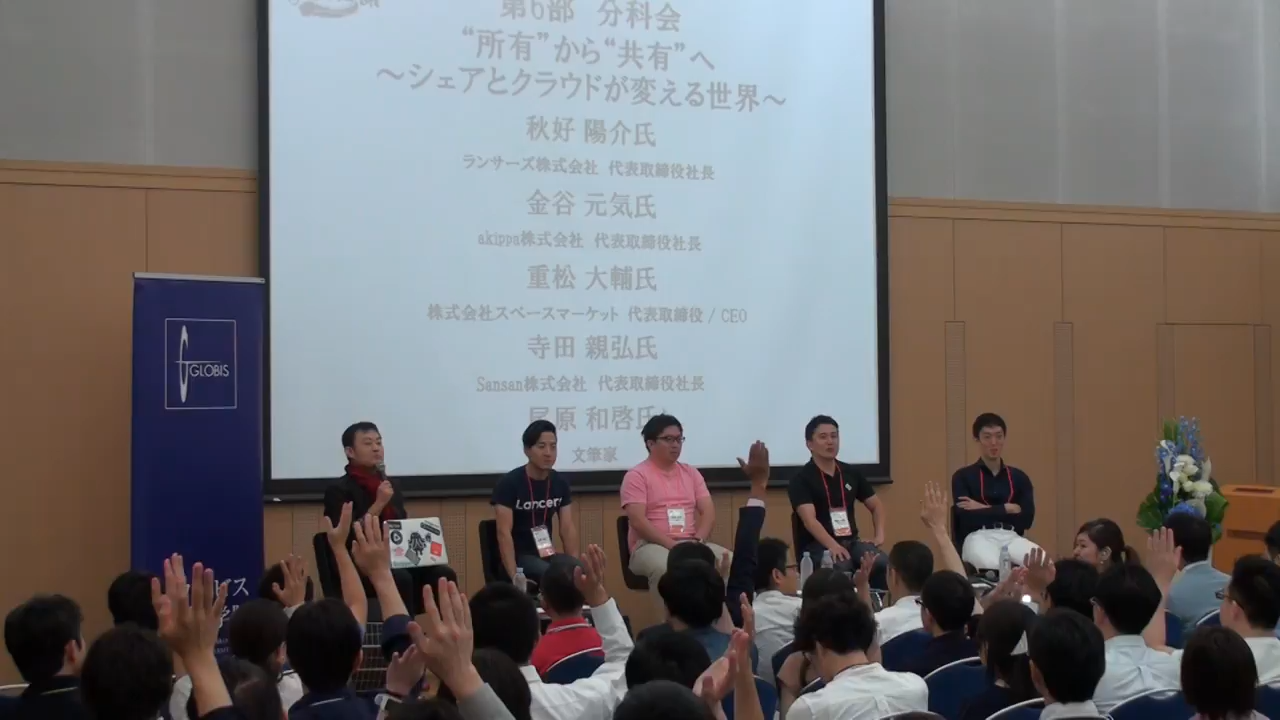 第6部 分科会
“所有”から“共有”へ
～シェアとクラウドが変える世界～
秋好 陽介氏
ランサーズ株式会社 代表取締役社長
金谷 元気氏
akippa株式会社 代表取締役社長
重松 大輔氏
株式会社スペースマーケット 代表取締役 / CEO
寺田 親弘氏
Sansan株式会社 代表取締役社長
尾原 和啓氏
文筆家
GLOBIS
Lancers